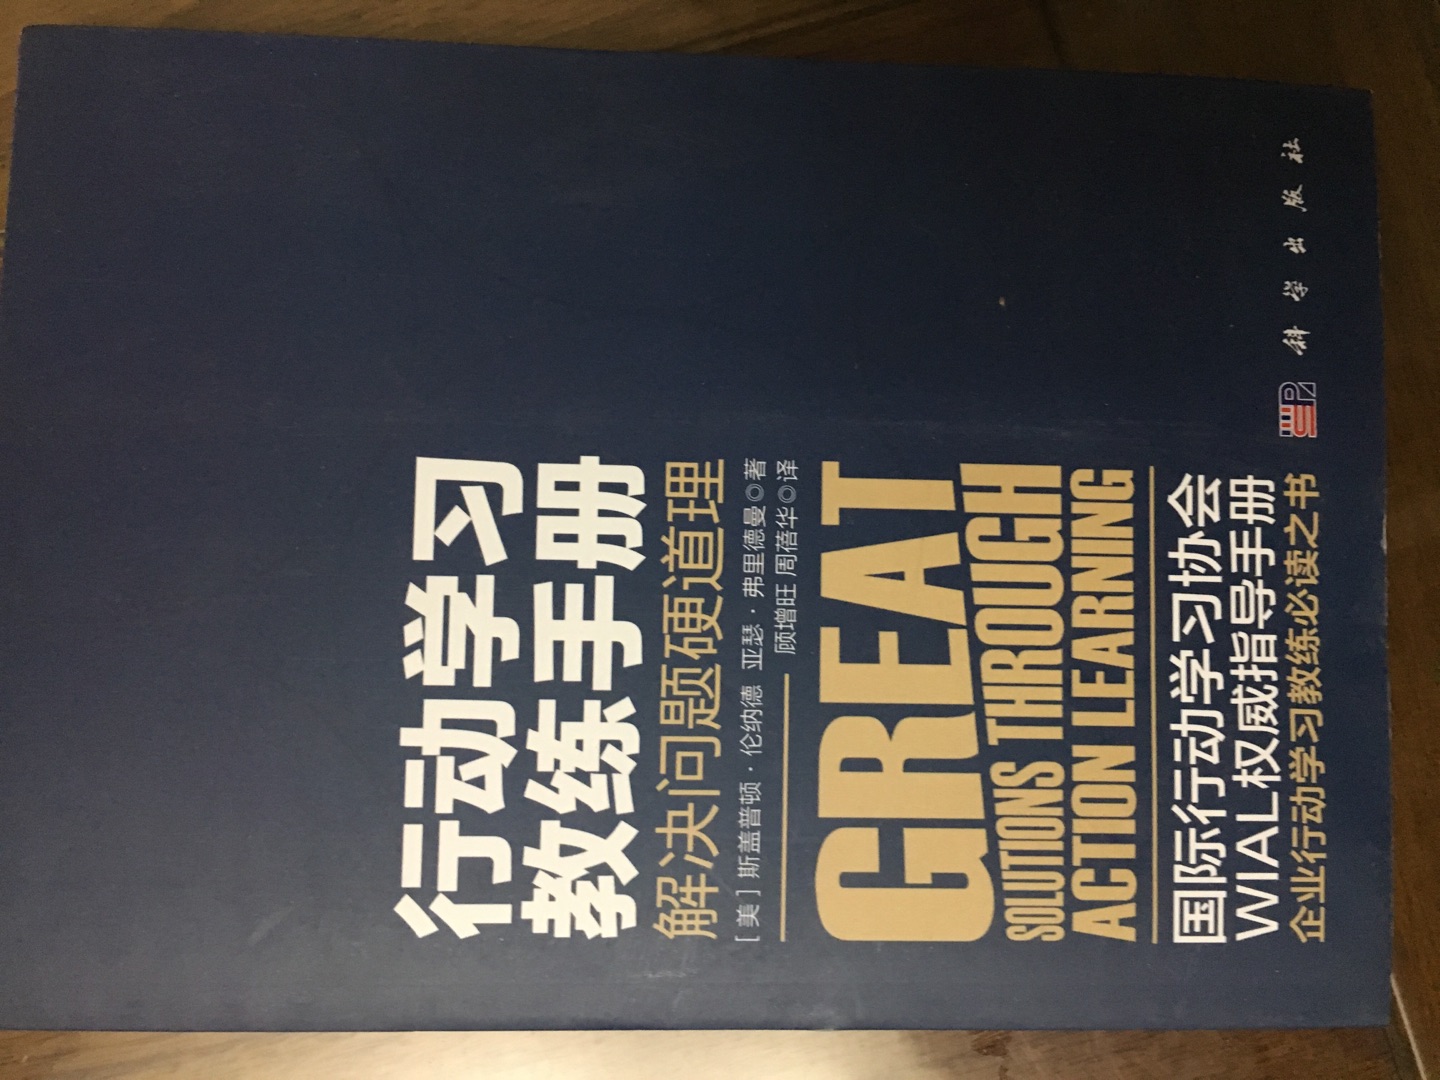 行动学习
教练手册
解决问题硬道理
[美]斯盖普顿·伦纳德 亚瑟·弗里德曼◎著
顾增旺 周蓓华◎译
GREAT
SOLUTIONS THROUGH
ACTION LEARNING
国际行动学习协会
WIAL权威指导手册
企业行动学习教练必读之书
科学出版社